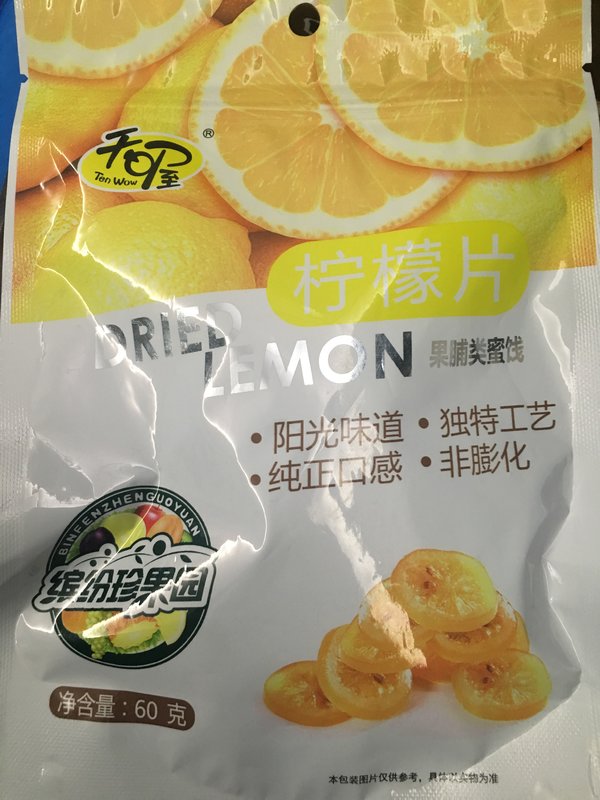 天卟至
®
Ten Wow
柠檬片
DRIED
LEMON
果脯类蜜饯
• 阳光味道 • 独特工艺
• 纯正口感 • 非膨化
BINFENZHENGUOYUAN
缤纷珍果园
净含量:60 克
本包装图片仅供参考,具体以实物为准